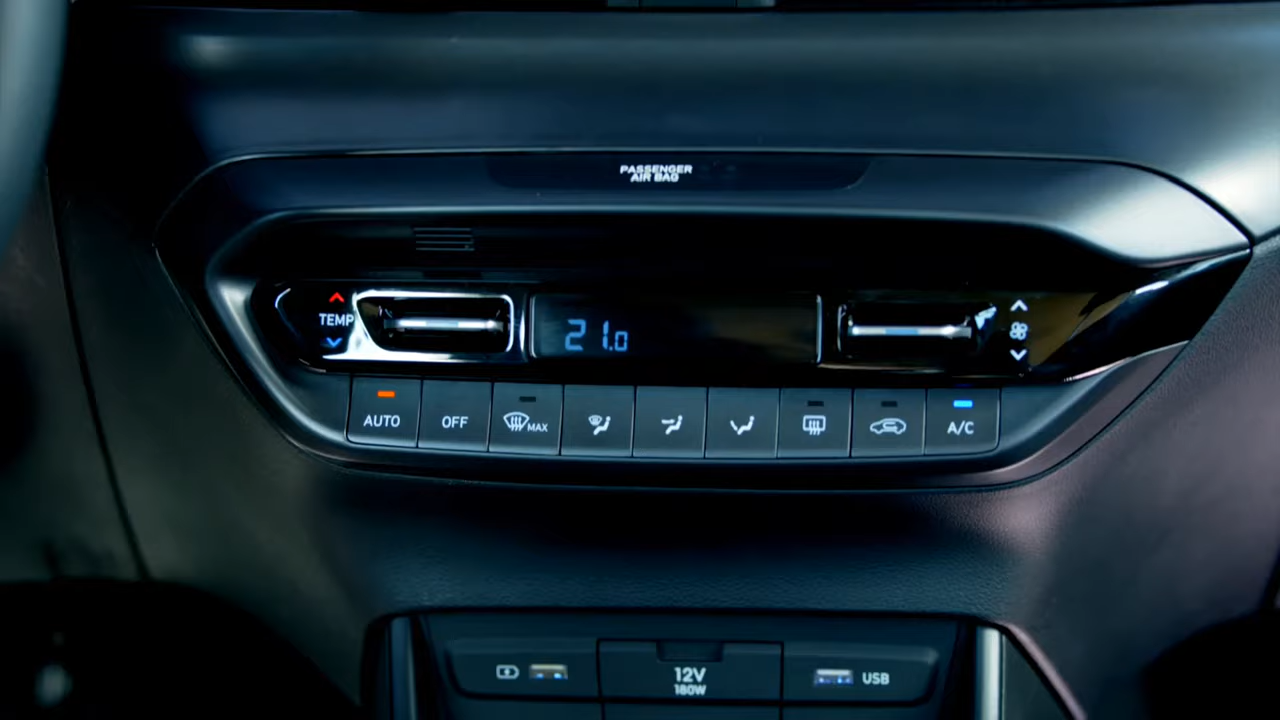 PASSENGER
AIR BAG
TEMP
21.0
AUTO
OFF
MAX
A/C
12V
180W
USB